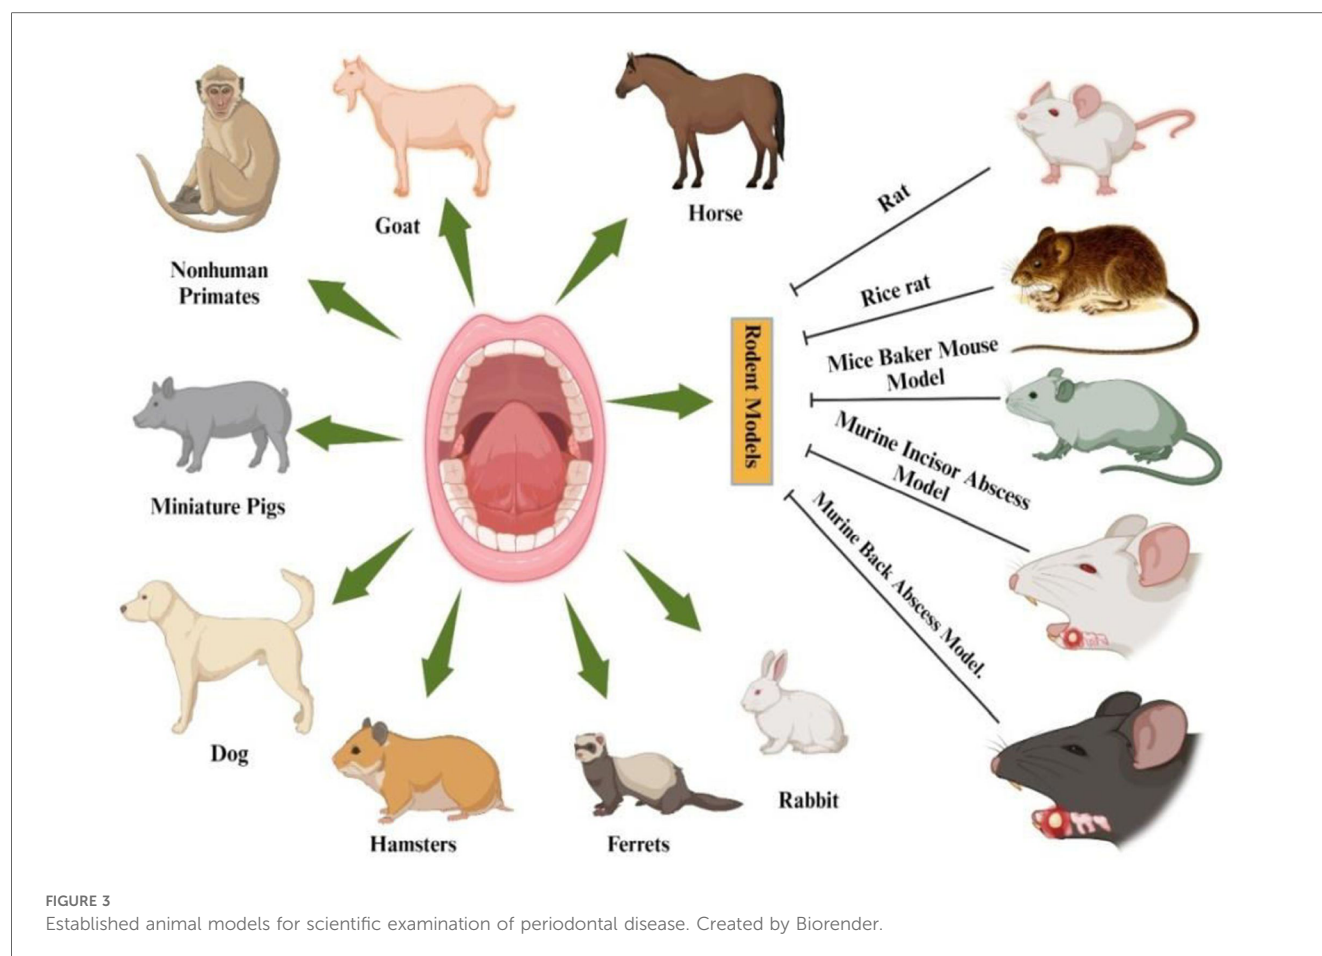 Goat
Horse
Nonhuman
Primates
Miniature Pigs
Dog
Hamsters
Ferrets
Rabbit
Rodent Models
Rat
Rice rat
Mice Baker Mouse
Model
Murine Incisor Abscess
Model
Murine Back Abscess Model.
FIGURE 3
Established animal models for scientific examination of periodontal disease. Created by Biorender.